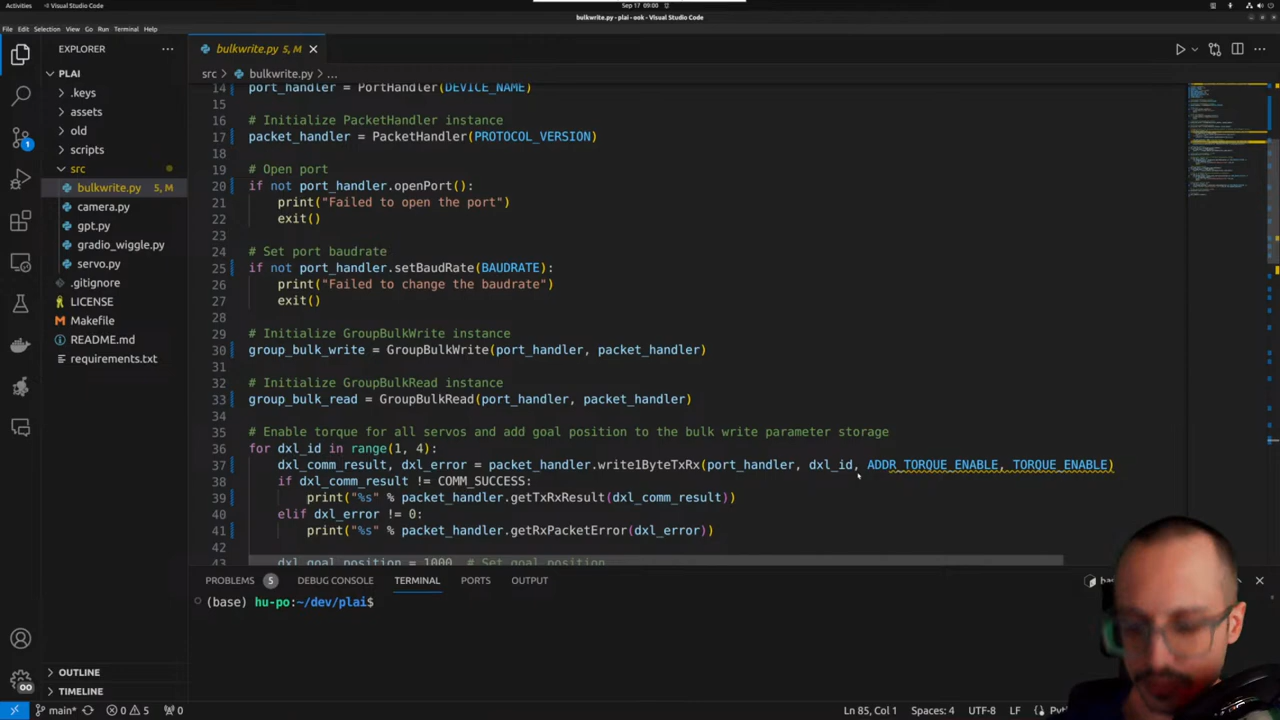 Activities
Visual Studio Code
Sep 17 09:00
bulkwrite.py - plai - ook - Visual Studio Code
File Edit Selection View Go Run Terminal Help
EXPLORER
bulkwrite.py 5, M
PLAI
src > bulkwrite.py > ...
.keys
assets
old
scripts
src
bulkwrite.py 5, M
camera.py
gpt.py
gradio_wiggle.py
servo.py
.gitignore
LICENSE
Makefile
README.md
requirements.txt
14 port_handler = PortHandler(DEVICE_NAME)
15
16 # Initialize PacketHandler instance
17 packet_handler = PacketHandler(PROTOCOL_VERSION)
18
19 # Open port
20 if not port_handler.openPort():
21 print("Failed to open the port")
22 exit()
23
24 # Set port baudrate
25 if not port_handler.setBaudRate(BAUDRATE):
26 print("Failed to change the baudrate")
27 exit()
28
29 # Initialize GroupBulkWrite instance
30 group_bulk_write = GroupBulkWrite(port_handler, packet_handler)
31
32 # Initialize GroupBulkRead instance
33 group_bulk_read = GroupBulkRead(port_handler, packet_handler)
34
35 # Enable torque for all servos and add goal position to the bulk write parameter storage
36 for dxl_id in range(1, 4):
37 dxl_comm_result, dxl_error = packet_handler.write1ByteTxRx(port_handler, dxl_id, ADDR_TORQUE_ENABLE, TORQUE_ENABLE)
38 if dxl_comm_result != COMM_SUCCESS:
39 print("%s" % packet_handler.getTxRxResult(dxl_comm_result))
40 elif dxl_error != 0:
41 print("%s" % packet_handler.getRxPacketError(dxl_error))
42
43 dxl_goal_position = 1000 # Set goal position
PROBLEMS 5 DEBUG CONSOLE TERMINAL PORTS OUTPUT
(base) hu-po:~/dev/plai$
OUTLINE
TIMELINE
main* 0 5 0
Ln 85, Col 1 Spaces: 4 UTF-8 LF